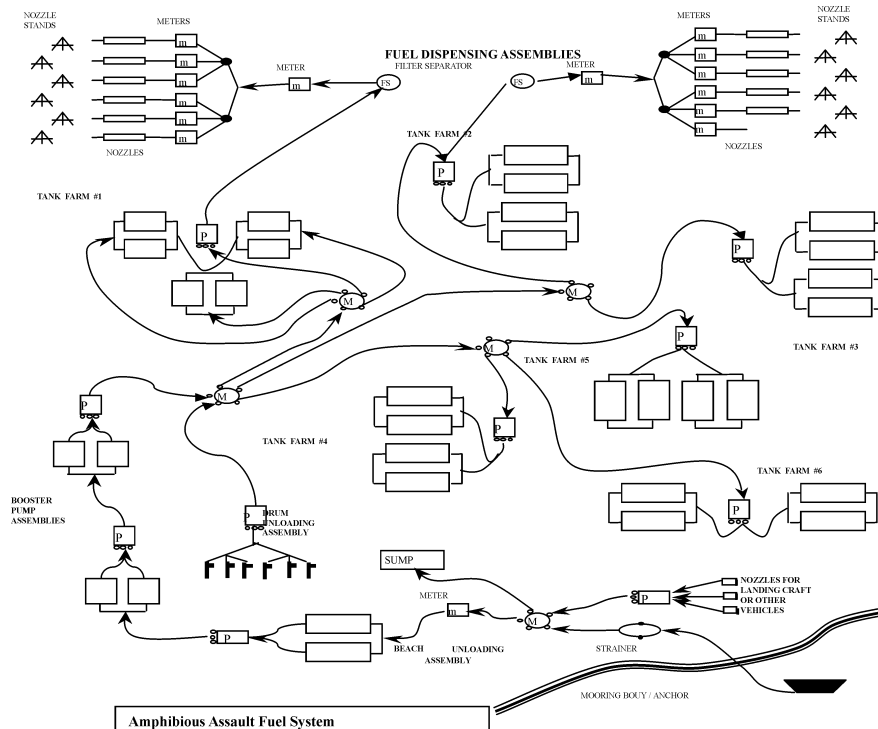 NOZZLE
STANDS
METERS
METERS
NOZZLE
STANDS
m
m
m
m
m
m
m
m
m
m
m
m
FUEL DISPENSING ASSEMBLIES
METER
FILTER SEPARATOR
METER
m
FS
FS
m
NOZZLES
NOZZLES
TANK FARM #2
P
TANK FARM #1
P
P
M
M
TANK FARM #3
P
M
TANK FARM #5
P
M
P
TANK FARM #4
TANK FARM #6
BOOSTER
PUMP
ASSEMBLIES
P
P
P
DRUM
UNLOADING
ASSEMBLY
SUMP
METER
m
M
P
NOZZLES FOR
LANDING CRAFT
OR OTHER
VEHICLES
P
BEACH UNLOADING
ASSEMBLY
STRAINER
MOORING BOUY / ANCHOR
Amphibious Assault Fuel System